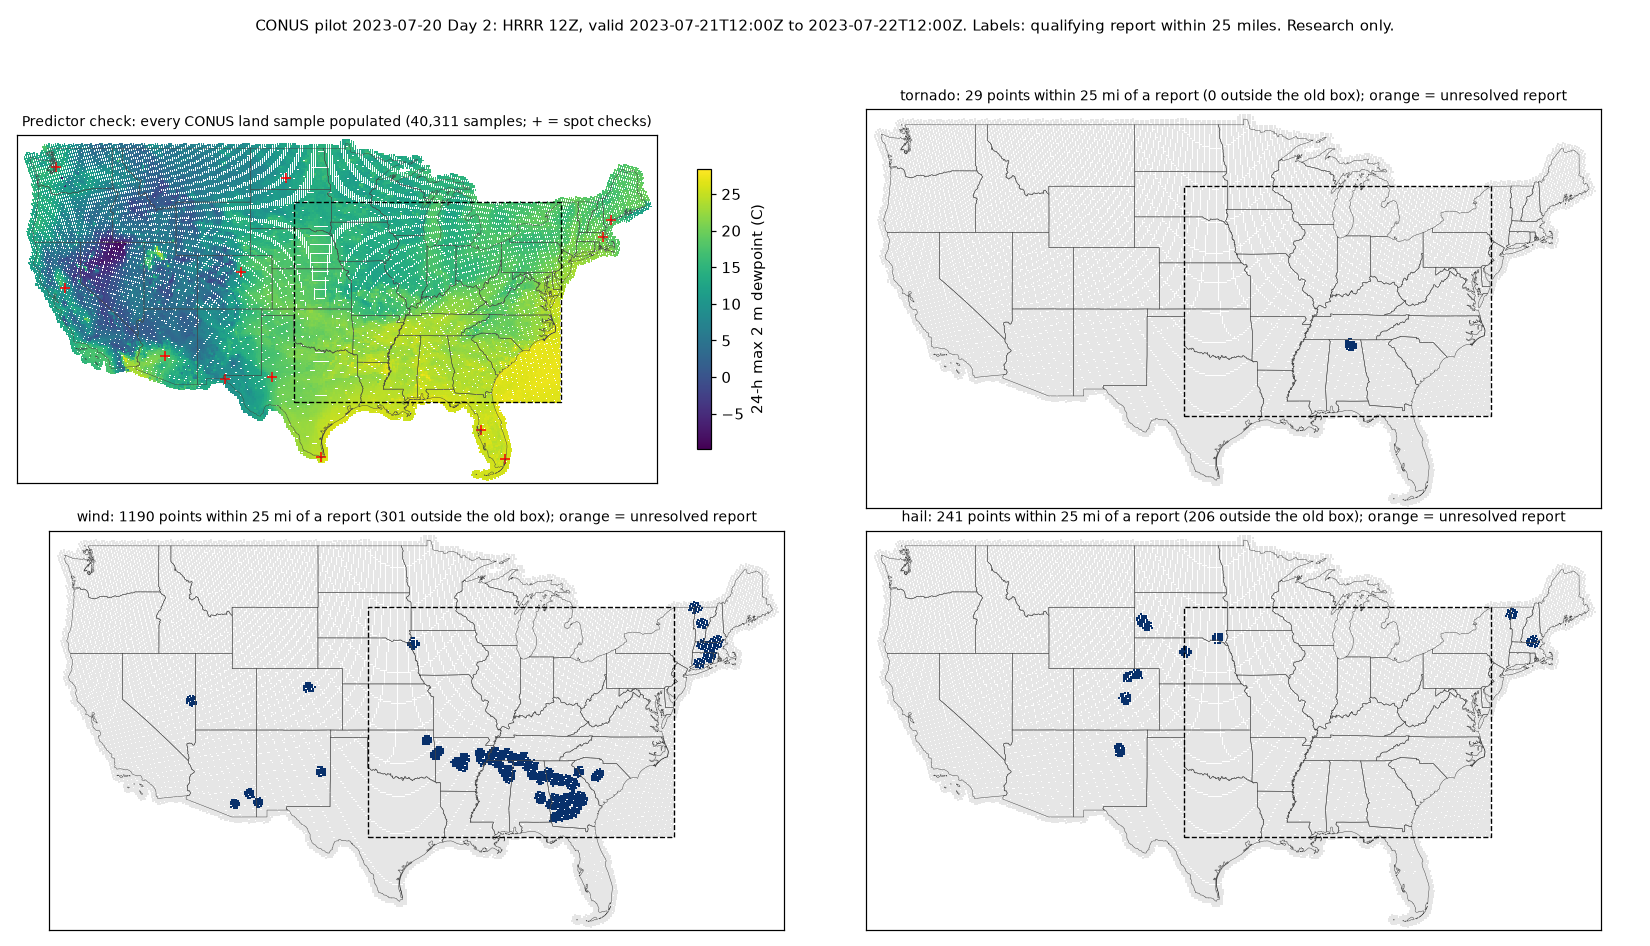 CONUS pilot 2023-07-20 Day 2: HRRR 12Z, valid 2023-07-21T12:00Z to 2023-07-22T12:00Z. Labels: qualifying report within 25 miles. Research only.
Predictor check: every CONUS land sample populated (40,311 samples; + = spot checks)
25
20
15
10
5
0
−5
24-h max 2 m dewpoint (C)
tornado: 29 points within 25 mi of a report (0 outside the old box); orange = unresolved report
wind: 1190 points within 25 mi of a report (301 outside the old box); orange = unresolved report
hail: 241 points within 25 mi of a report (206 outside the old box); orange = unresolved report